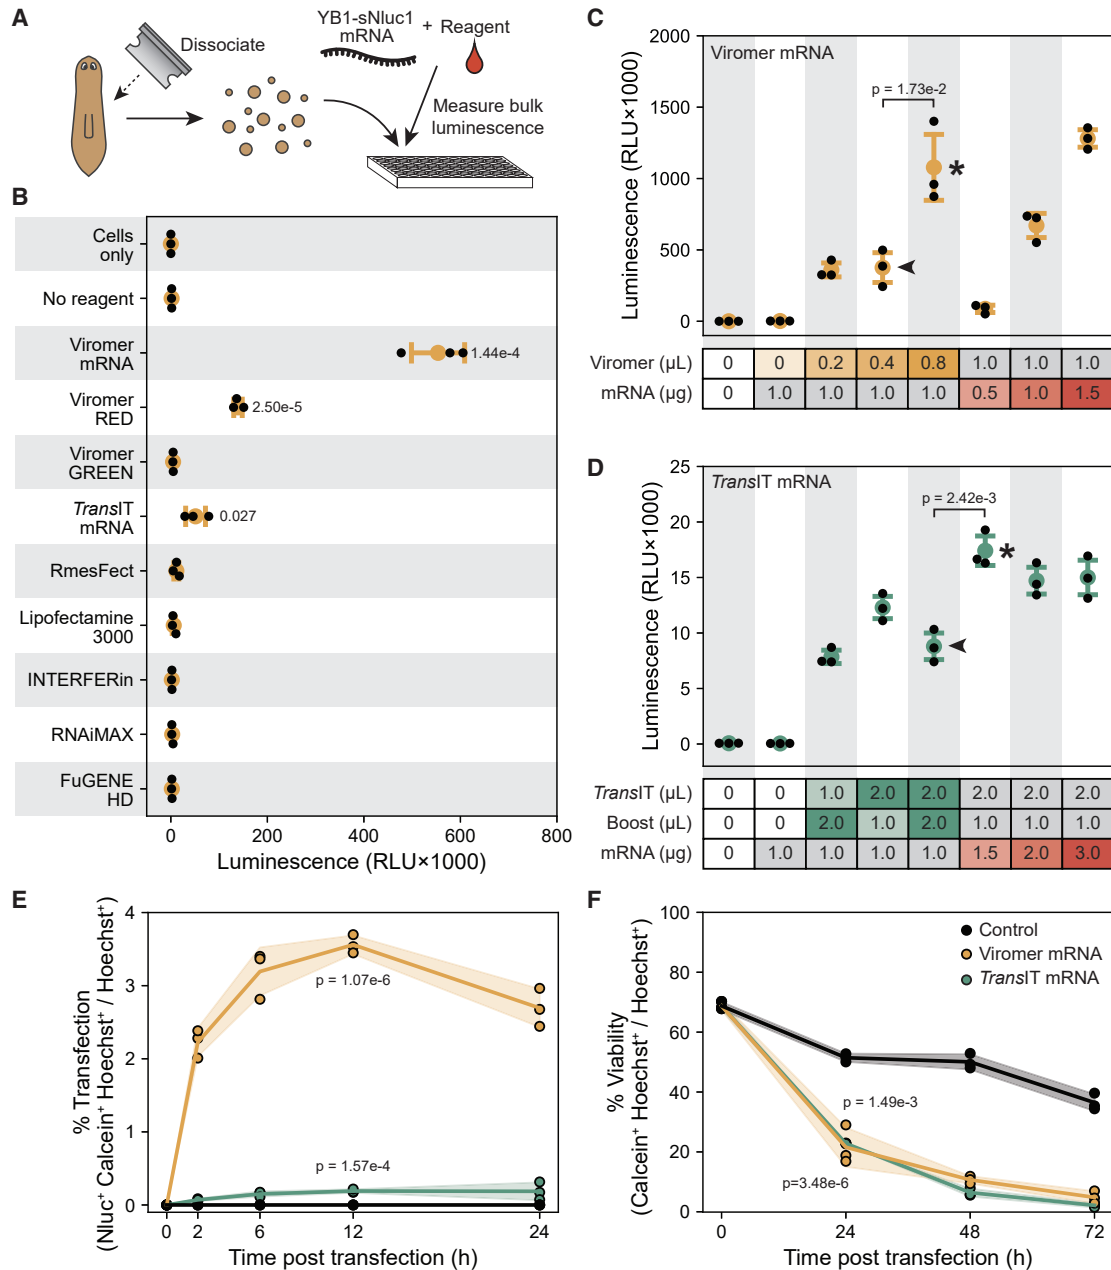 A
Dissociate
YB1-sNluc1
mRNA
+ Reagent
Measure bulk
luminescence
B
Cells
only
No reagent
Viromer
mRNA
1.44e-4
Viromer
RED
2.50e-5
Viromer
GREEN
TransIT
mRNA
0.027
RmesFect
Lipofectamine
3000
INTERFERin
RNAiMAX
FuGENE
HD
0 200 400 600 800
Luminescence (RLU×1000)
C
Luminescence (RLU×1000)
2000
1500
1000
500
0
Viromer mRNA
p = 1.73e-2
*
Viromer (µL) 0 0 0.2 0.4 0.8 1.0 1.0 1.0
mRNA (µg) 0 1.0 1.0 1.0 1.0 0.5 1.0 1.5
D
Luminescence (RLU×1000)
25
20
15
10
5
0
TransIT mRNA
p = 2.42e-3
*
TransIT (µL) 0 0 1.0 2.0 2.0 2.0 2.0 2.0
Boost (µL) 0 0 2.0 1.0 2.0 1.0 1.0 1.0
mRNA (µg) 0 1.0 1.0 1.0 1.0 1.5 2.0 3.0
E
% Transfection
(Nluc⁺ Calcein⁺ Hoechst⁺ / Hoechst⁺)
4
3
2
1
0
p = 1.07e-6
p = 1.57e-4
0 2 6 12 24
Time post transfection (h)
F
% Viability
(Calcein⁺ Hoechst⁺ / Hoechst⁺)
100
80
60
40
20
0
Control
Viromer mRNA
TransIT mRNA
p = 1.49e-3
p=3.48e-6
0 24 48 72
Time post transfection (h)